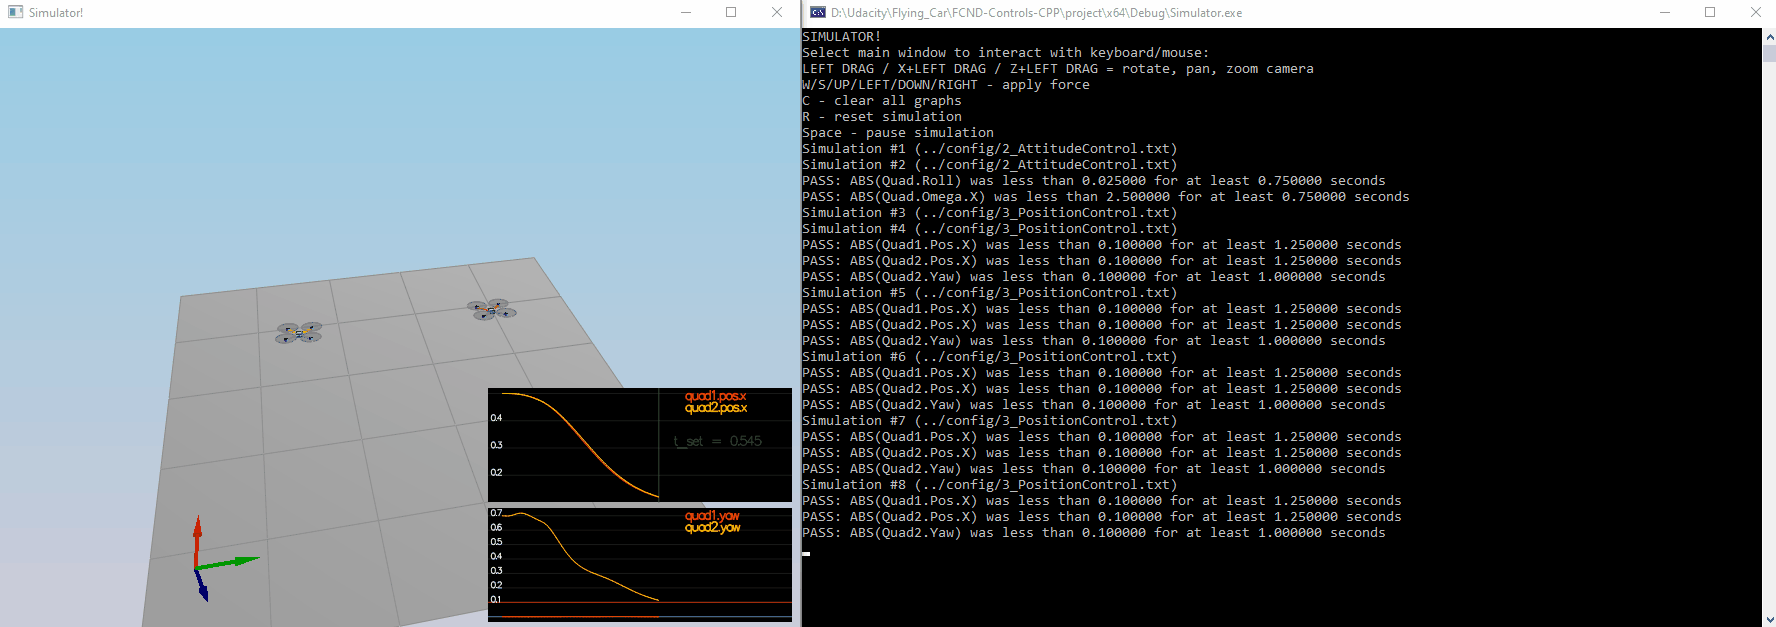 Simulator!
quad1.pos.x
quad2.pos.x
0.4
t_set = 0.545
0.3
0.2
0.7
quad1.yaw
quad2.yaw
0.6
0.5
0.4
0.3
0.2
0.1
D:\Udacity\Flying_Car\FCND-Controls-CPP\project\x64\Debug\Simulator.exe
SIMULATOR!
Select main window to interact with keyboard/mouse:
LEFT DRAG / X+LEFT DRAG / Z+LEFT DRAG = rotate, pan, zoom camera
W/S/UP/LEFT/DOWN/RIGHT - apply force
C - clear all graphs
R - reset simulation
Space - pause simulation
Simulation #1 (../config/2_AttitudeControl.txt)
Simulation #2 (../config/2_AttitudeControl.txt)
PASS: ABS(Quad.Roll) was less than 0.025000 for at least 0.750000 seconds
PASS: ABS(Quad.Omega.X) was less than 2.500000 for at least 0.750000 seconds
Simulation #3 (../config/3_PositionControl.txt)
Simulation #4 (../config/3_PositionControl.txt)
PASS: ABS(Quad1.Pos.X) was less than 0.100000 for at least 1.250000 seconds
PASS: ABS(Quad2.Pos.X) was less than 0.100000 for at least 1.250000 seconds
PASS: ABS(Quad2.Yaw) was less than 0.100000 for at least 1.000000 seconds
Simulation #5 (../config/3_PositionControl.txt)
PASS: ABS(Quad1.Pos.X) was less than 0.100000 for at least 1.250000 seconds
PASS: ABS(Quad2.Pos.X) was less than 0.100000 for at least 1.250000 seconds
PASS: ABS(Quad2.Yaw) was less than 0.100000 for at least 1.000000 seconds
Simulation #6 (../config/3_PositionControl.txt)
PASS: ABS(Quad1.Pos.X) was less than 0.100000 for at least 1.250000 seconds
PASS: ABS(Quad2.Pos.X) was less than 0.100000 for at least 1.250000 seconds
PASS: ABS(Quad2.Yaw) was less than 0.100000 for at least 1.000000 seconds
Simulation #7 (../config/3_PositionControl.txt)
PASS: ABS(Quad1.Pos.X) was less than 0.100000 for at least 1.250000 seconds
PASS: ABS(Quad2.Pos.X) was less than 0.100000 for at least 1.250000 seconds
PASS: ABS(Quad2.Yaw) was less than 0.100000 for at least 1.000000 seconds
Simulation #8 (../config/3_PositionControl.txt)
PASS: ABS(Quad1.Pos.X) was less than 0.100000 for at least 1.250000 seconds
PASS: ABS(Quad2.Pos.X) was less than 0.100000 for at least 1.250000 seconds
PASS: ABS(Quad2.Yaw) was less than 0.100000 for at least 1.000000 seconds